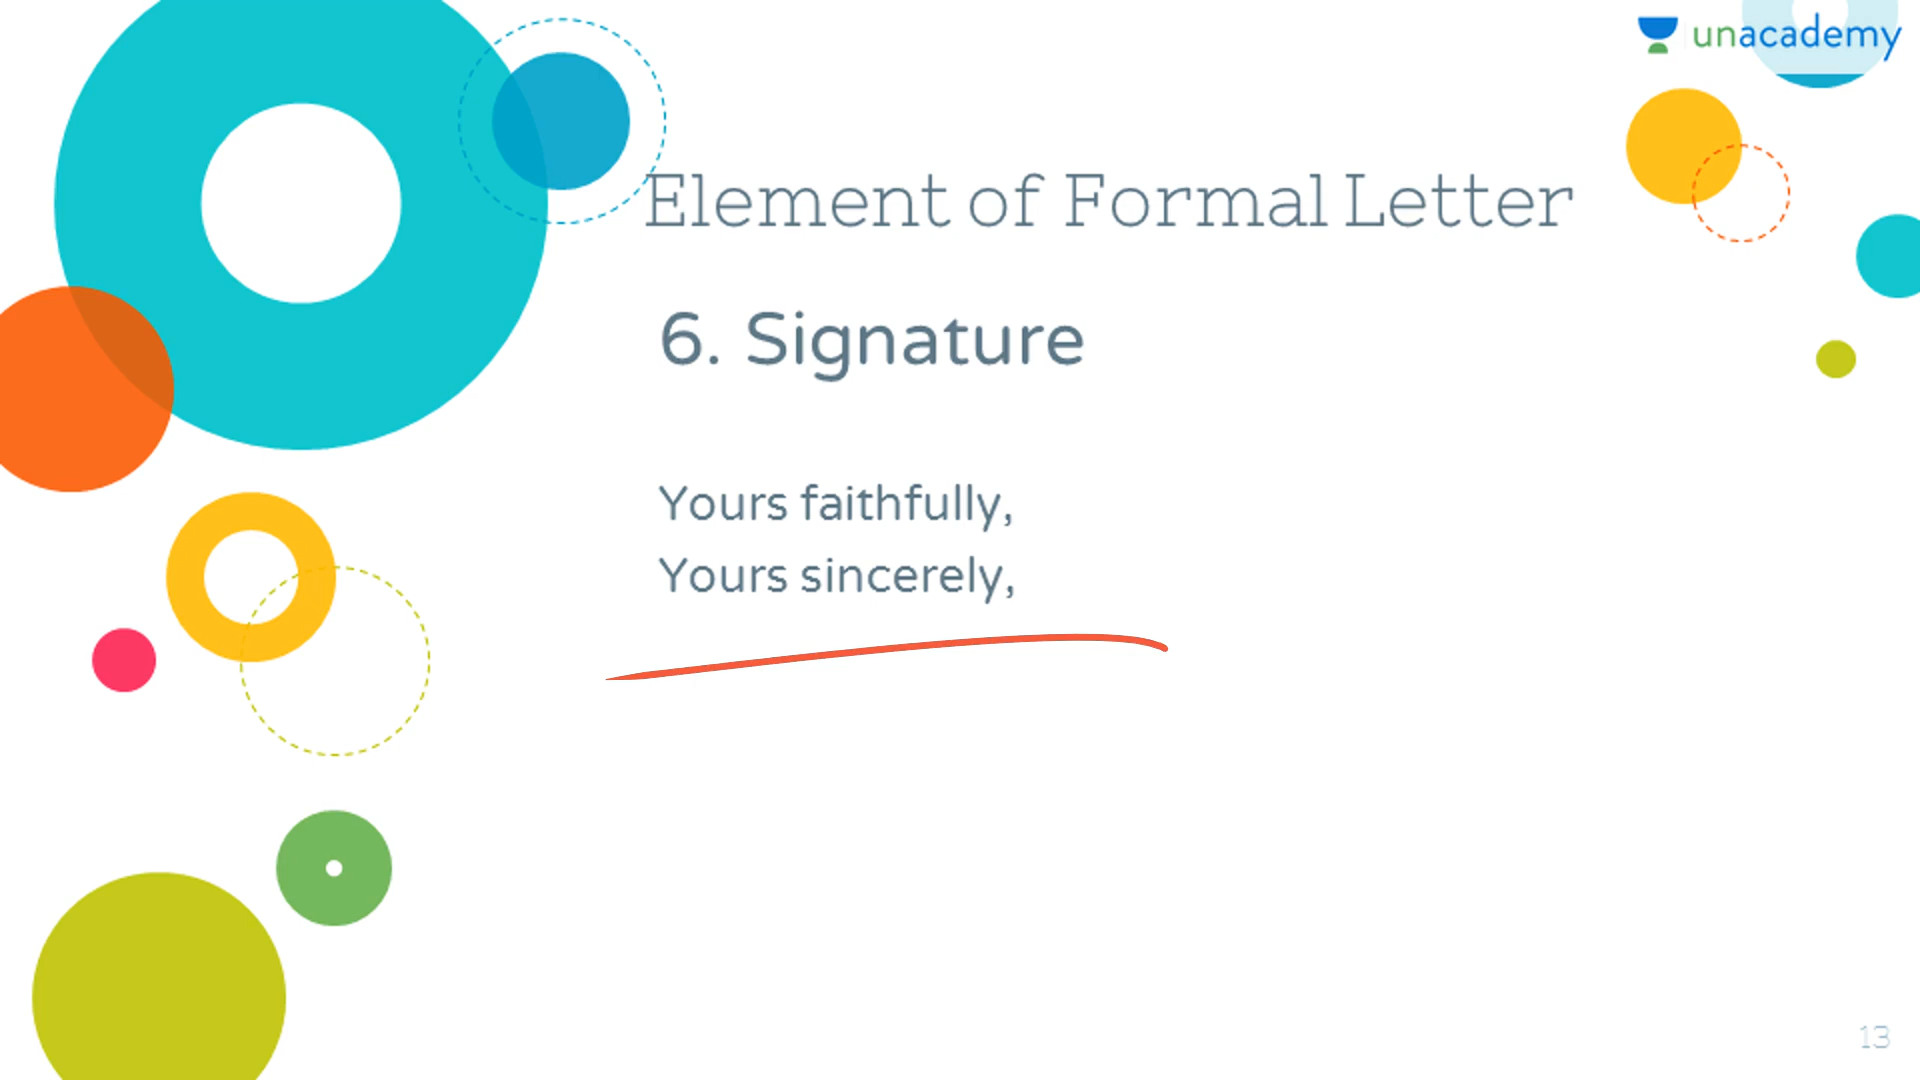 unacademy
Element of Formal Letter
6. Signature
Yours faithfully,
Yours sincerely,
13